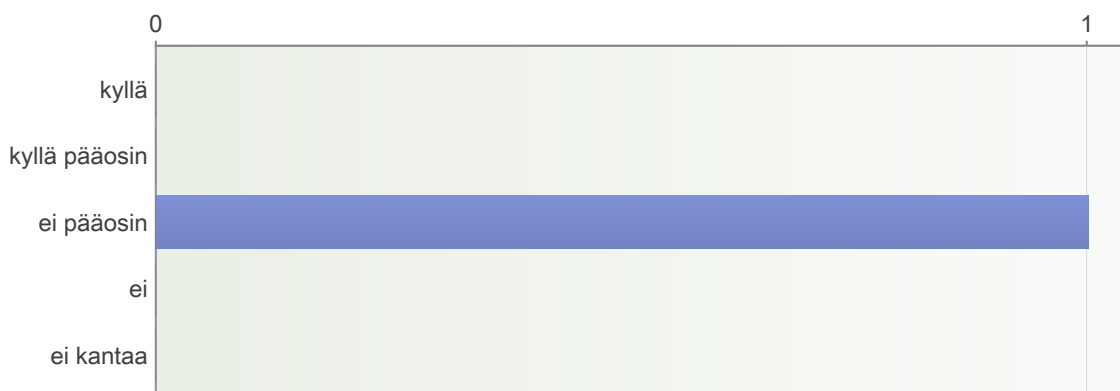 0 1
kyllä
kyllä pääosin
ei pääosin
ei
ei kantaa